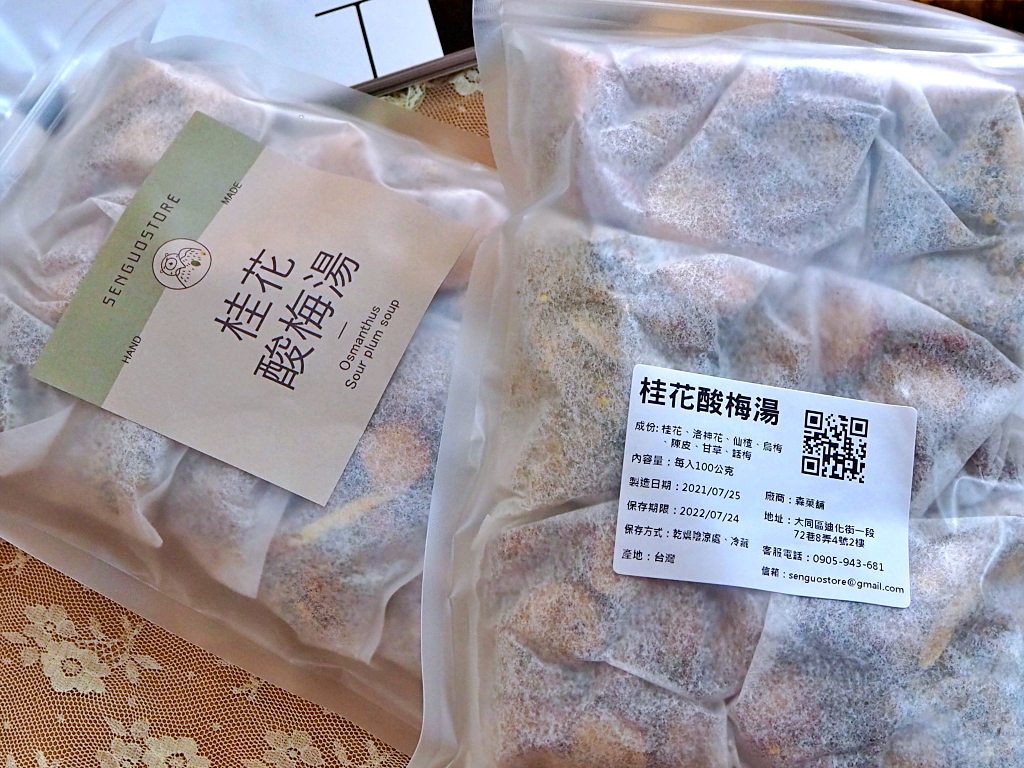 SENGUOSTORE
HAND
MADE
桂花
酸梅湯
Osmanthus
Sour plum soup
桂花酸梅湯
成份: 桂花、洛神花、仙楂、烏梅
、陳皮、甘草、話梅
內容量：每入100公克
製造日期：2021/07/25
保存期限：2022/07/24
保存方式：乾燥陰涼處、冷藏
產地：台灣
廠商：森菓舖
地址：大同區迪化街一段
72巷8弄4號2樓
客服電話：0905-943-681
信箱：senguostore@gmail.com